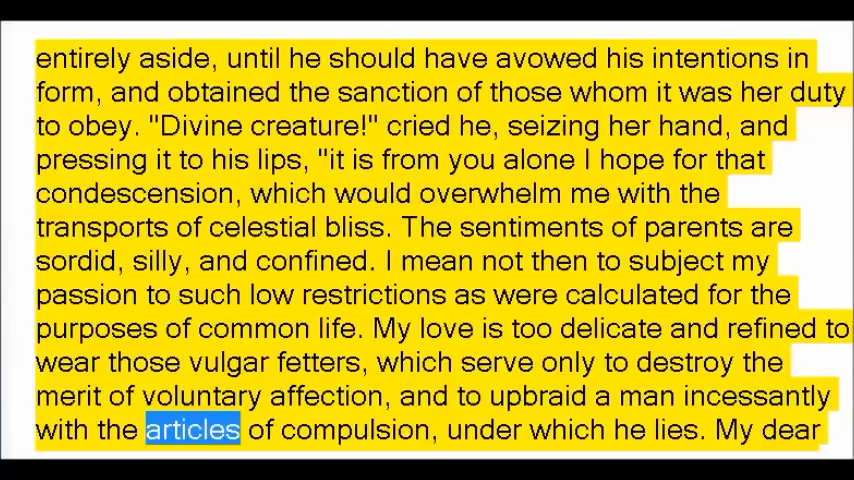 entirely aside, until he should have avowed his intentions in
form, and obtained the sanction of those whom it was her duty
to obey. "Divine creature!" cried he, seizing her hand, and
pressing it to his lips, "it is from you alone I hope for that
condescension, which would overwhelm me with the
transports of celestial bliss. The sentiments of parents are
sordid, silly, and confined. I mean not then to subject my
passion to such low restrictions as were calculated for the
purposes of common life. My love is too delicate and refined to
wear those vulgar fetters, which serve only to destroy the
merit of voluntary affection, and to upbraid a man incessantly
with the articles of compulsion, under which he lies. My dear